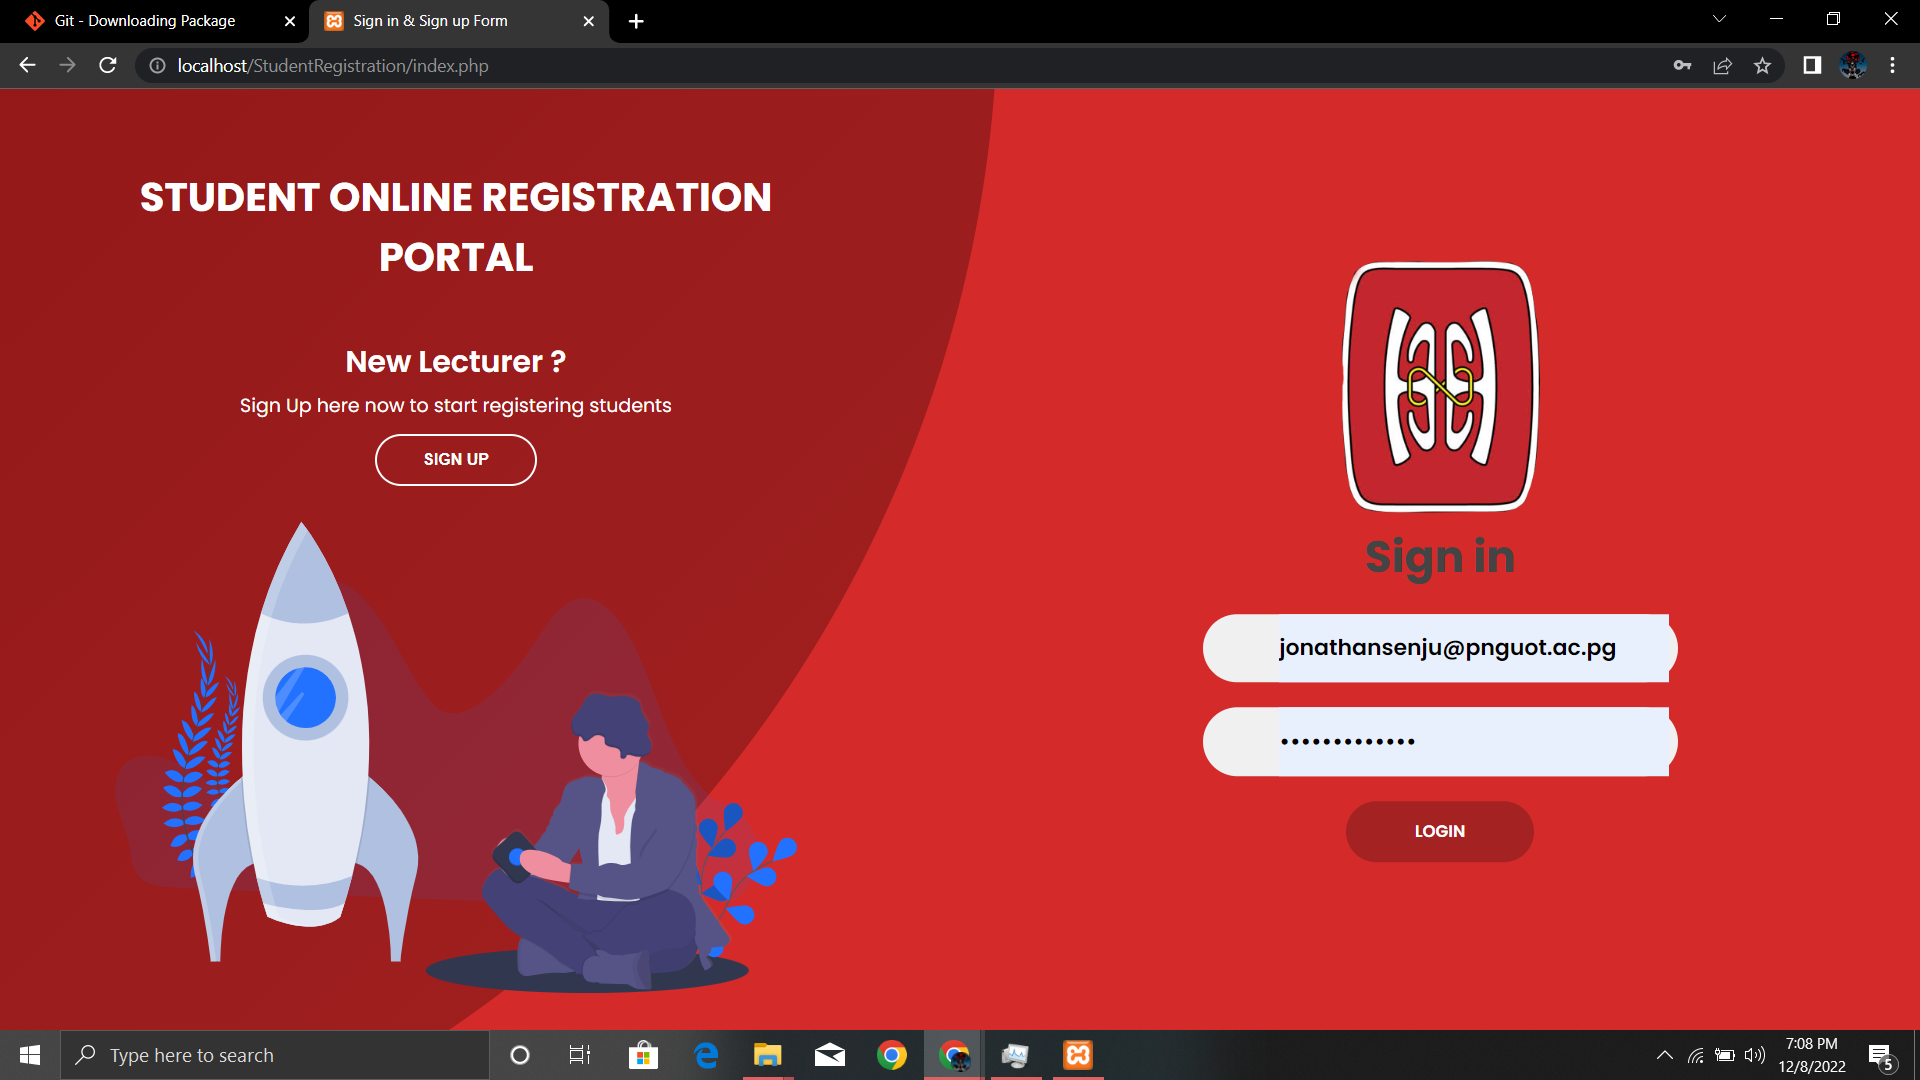 Git - Downloading Package
Sign in & Sign up Form
localhost/StudentRegistration/index.php
STUDENT ONLINE REGISTRATION
PORTAL
New Lecturer ?
Sign Up here now to start registering students
SIGN UP
Sign in
jonathansenju@pnguot.ac.pg
•••••••••••••
LOGIN
Type here to search
7:08 PM
12/8/2022
5